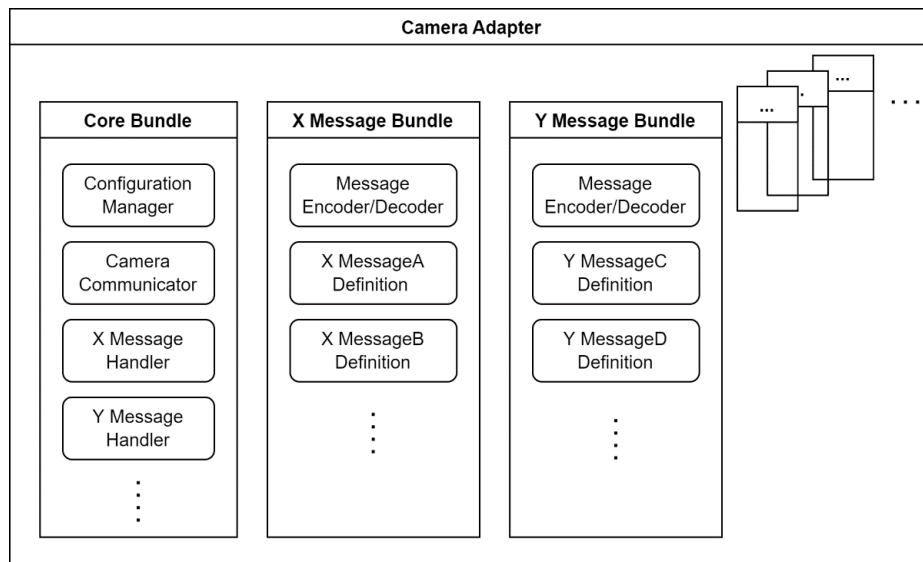 Camera Adapter
Core Bundle
Configuration
Manager
Camera
Communicator
X Message
Handler
Y Message
Handler
X Message Bundle
Message
Encoder/Decoder
X MessageA
Definition
X MessageB
Definition
Y Message Bundle
Message
Encoder/Decoder
Y MessageC
Definition
Y MessageD
Definition
...
...
...